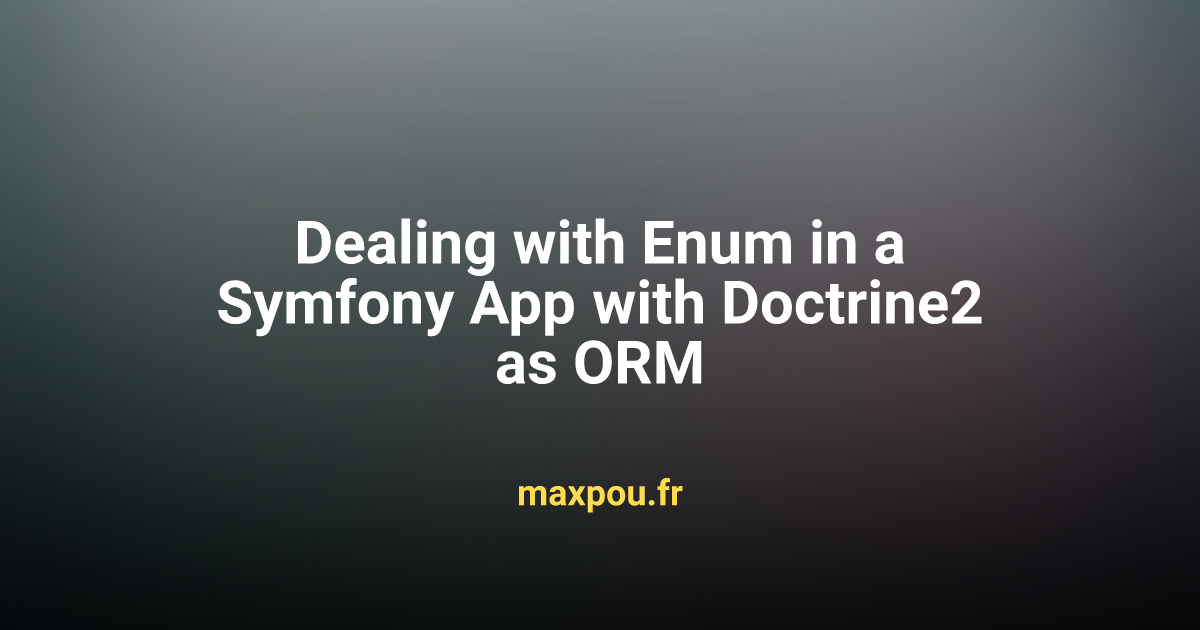 Dealing with Enum in a
Symfony App with Doctrine2
as ORM
maxpou.fr